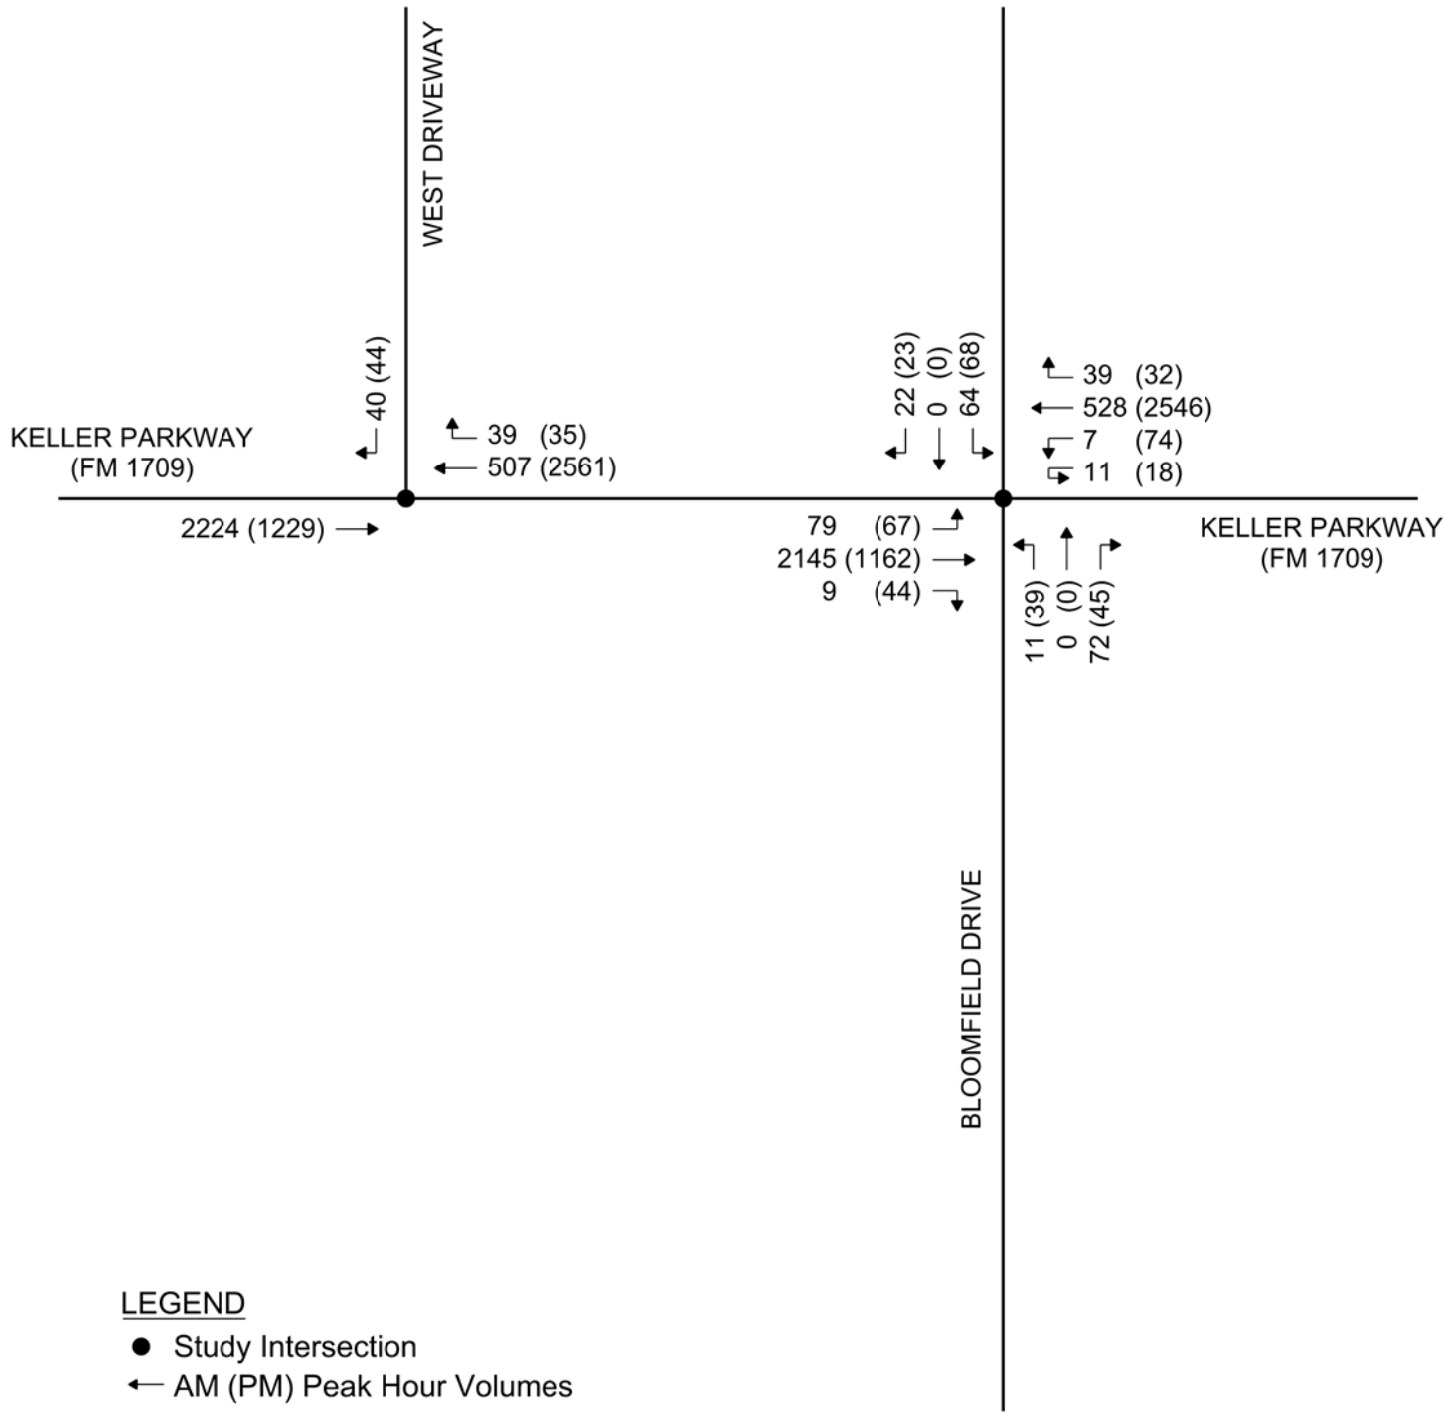 WEST DRIVEWAY
40 (44)
KELLER PARKWAY
(FM 1709)
39 (35)
507 (2561)
2224 (1229)
22 (23)
0 (0)
64 (68)
39 (32)
528 (2546)
7 (74)
11 (18)
79 (67)
2145 (1162)
9 (44)
11 (39)
0 (0)
72 (45)
KELLER PARKWAY
(FM 1709)
BLOOMFIELD DRIVE
LEGEND
Study Intersection
AM (PM) Peak Hour Volumes